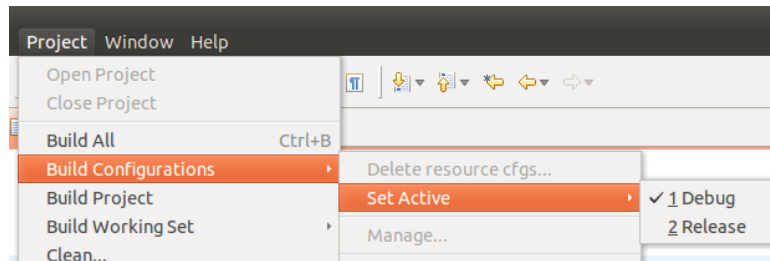 Project Window Help
Open Project
Close Project
Build All Ctrl+B
Build Configurations
Delete resource cfgs...
Build Project
Set Active
✓ 1 Debug
Build Working Set
Manage...
2 Release
Clean...